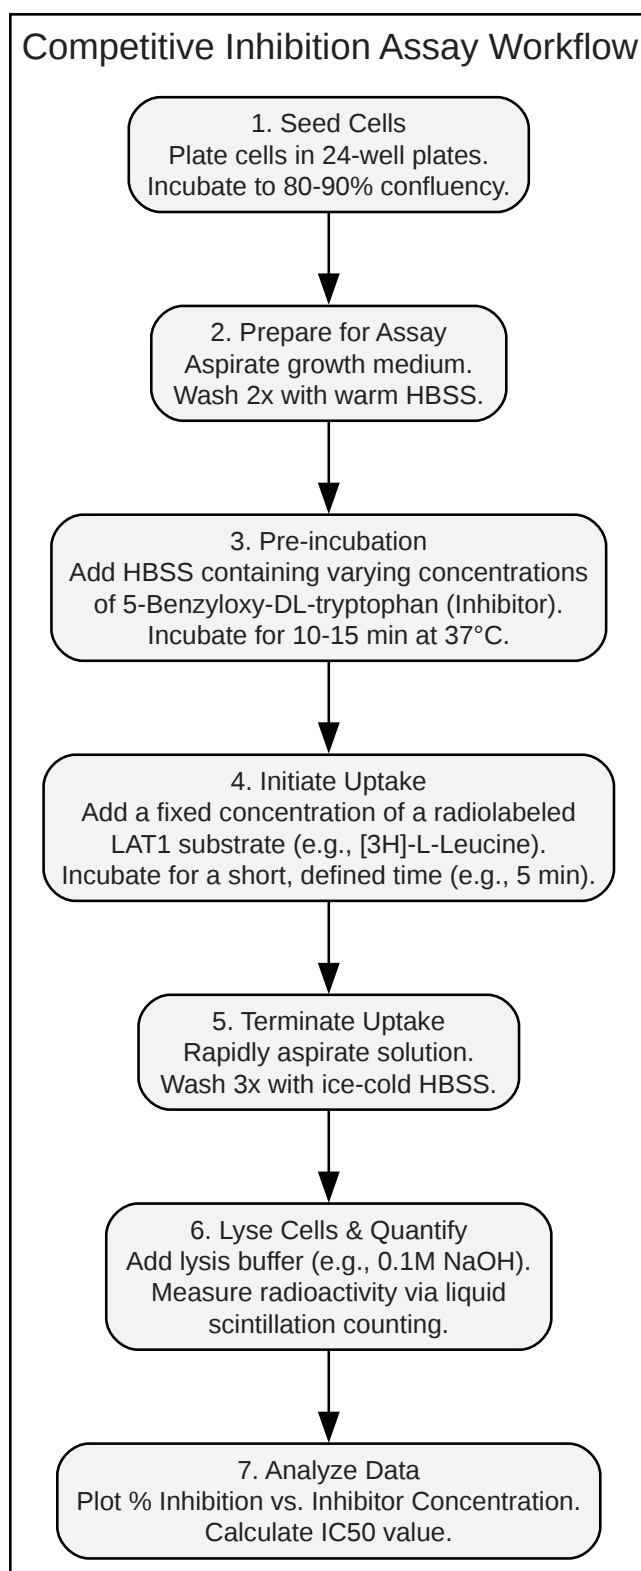 Competitive Inhibition Assay Workflow
1. Seed Cells
Plate cells in 24-well plates.
Incubate to 80-90% confluency.
2. Prepare for Assay
Aspirate growth medium.
Wash 2x with warm HBSS.
3. Pre-incubation
Add HBSS containing varying concentrations
of 5-Benzyloxy-DL-tryptophan (Inhibitor).
Incubate for 10-15 min at 37°C.
4. Initiate Uptake
Add a fixed concentration of a radiolabeled
LAT1 substrate (e.g., [3H]-L-Leucine).
Incubate for a short, defined time (e.g., 5 min).
5. Terminate Uptake
Rapidly aspirate solution.
Wash 3x with ice-cold HBSS.
6. Lyse Cells & Quantify
Add lysis buffer (e.g., 0.1M NaOH).
Measure radioactivity via liquid
scintillation counting.
7. Analyze Data
Plot % Inhibition vs. Inhibitor Concentration.
Calculate IC50 value.